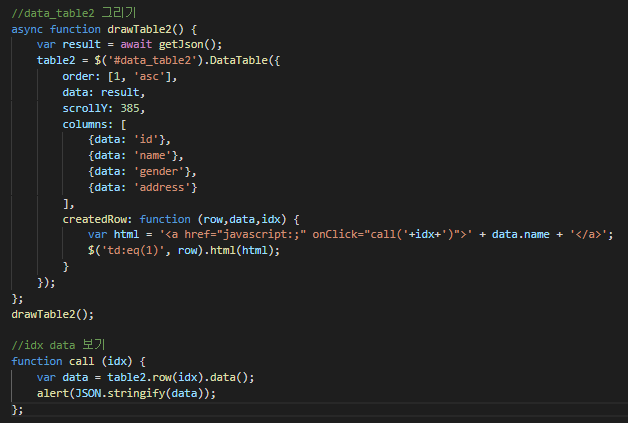 //data_table2 그리기
async function drawTable2() {
    var result = await getJson();
    table2 = $('#data_table2').DataTable({
        order: [1, 'asc'],
        data: result,
        scrollY: 385,
        columns: [
            {data: 'id'},
            {data: 'name'},
            {data: 'gender'},
            {data: 'address'}
        ],
        createdRow: function (row,data,idx) {
            var html = '<a href="javascript:;" onClick="call('+idx+')">' + data.name + '</a>';
            $('td:eq(1)', row).html(html);
        }
    });
};
drawTable2();

//idx data 보기
function call (idx) {
    var data = table2.row(idx).data();
    alert(JSON.stringify(data));
};